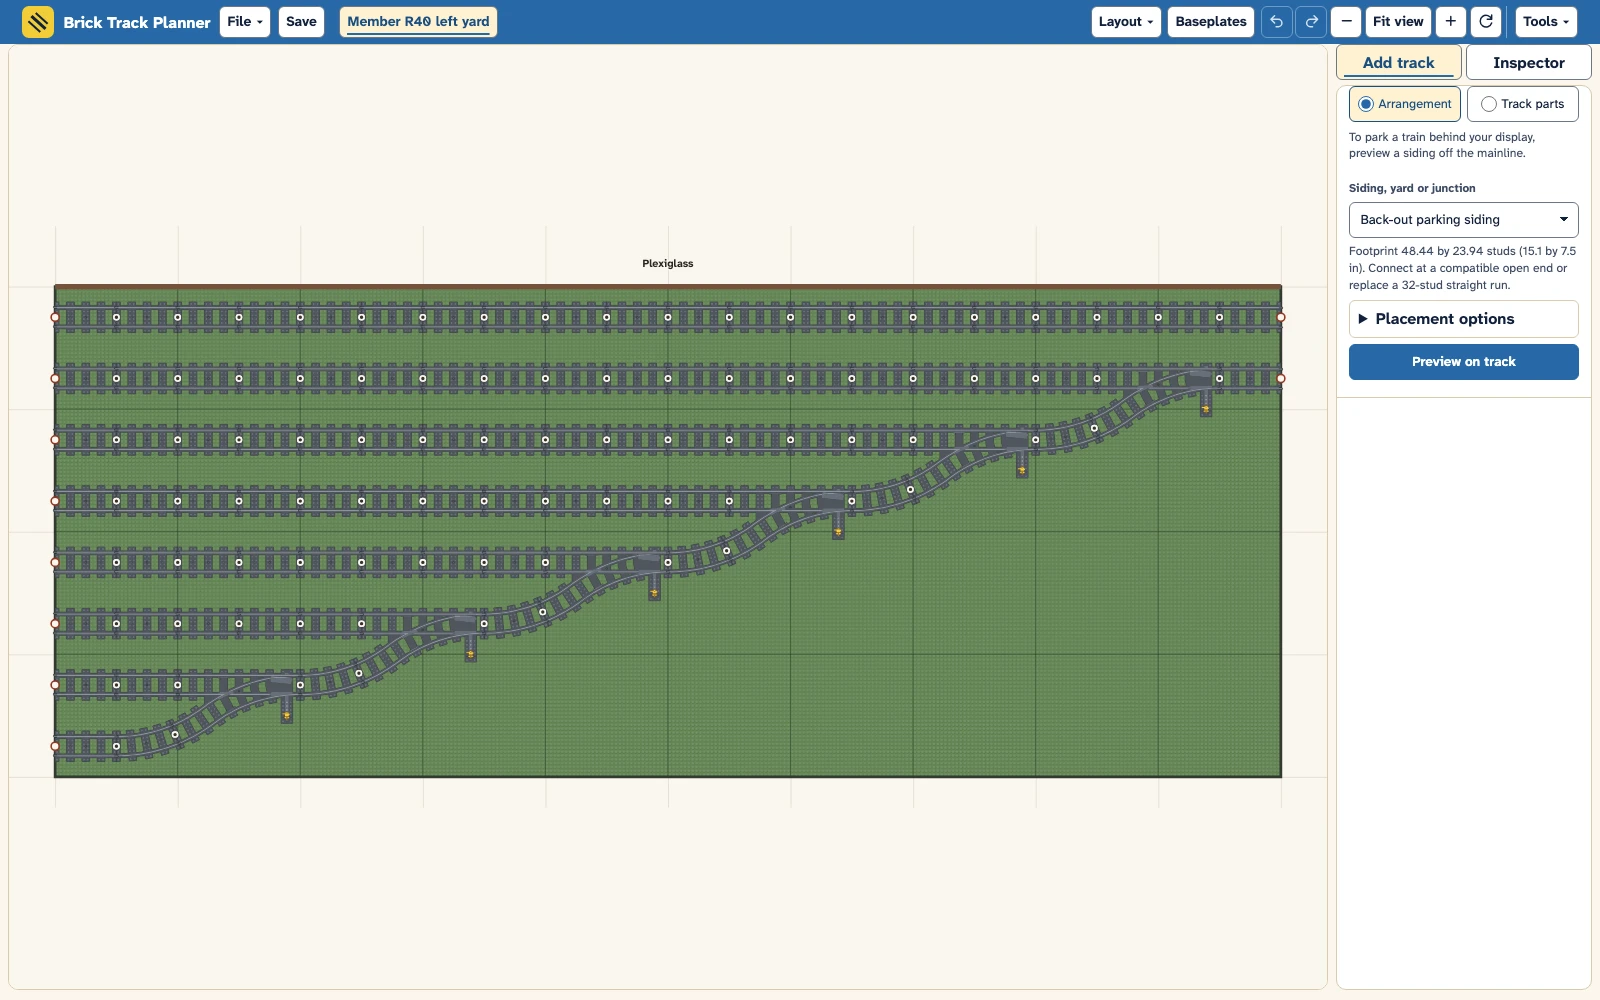 Brick Track Planner
File
Save
Member R40 left yard
Layout
Baseplates
Fit view
Tools
Add track
Inspector
Arrangement
Track parts
To park a train behind your display,
preview a siding off the mainline.
Siding, yard or junction
Back-out parking siding
Footprint 48.44 by 23.94 studs (15.1 by 7.5
in). Connect at a compatible open end or
replace a 32-stud straight run.
Placement options
Preview on track
Plexiglass